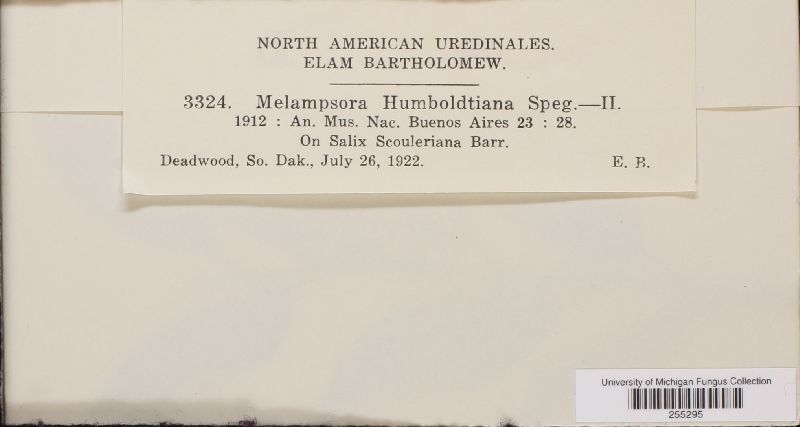 NORTH AMERICAN UREDINALES.
ELAM BARTHOLOMEW.
3324. Melampsora Humboldtiana Speg.—II.
1912 : An. Mus. Nac. Buenos Aires 23 : 28.
On Salix Scouleriana Barr.
Deadwood, So. Dak., July 26, 1922. E. B.
University of Michigan Fungus Collection
255295